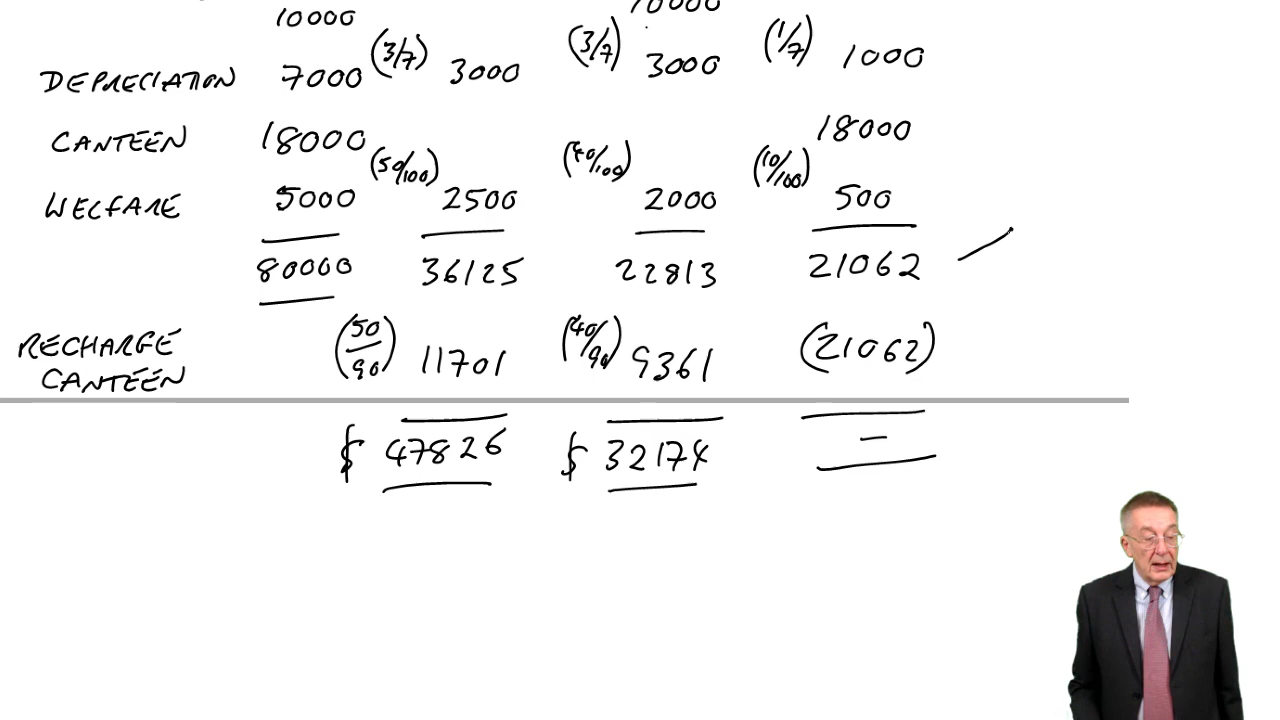 10000 10000
DEPRECIATION 7000 (3/7) 3000 (3/7) 3000 (1/7) 1000
CANTEEN 18000 18000
WELFARE 5000 (50/100) 2500 (40/100) 2000 (10/100) 500
80000 36125 22813 21062
RECHARGE CANTEEN (50/90) 11701 (40/90) 9361 (21062)
$ 47826 $ 32174 –